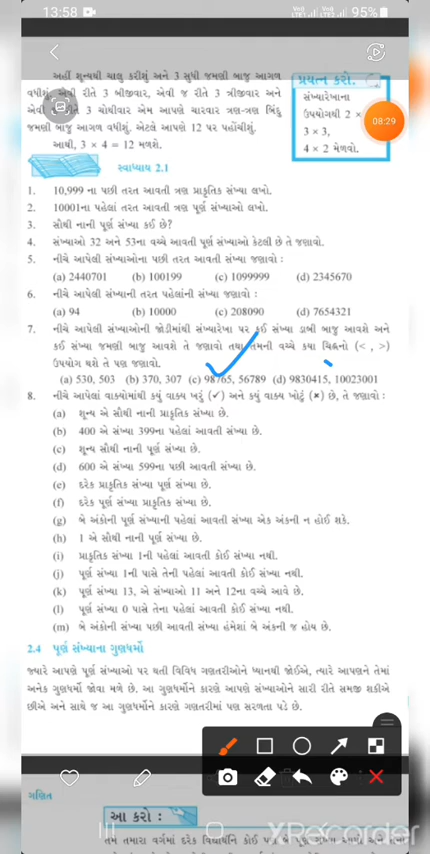 13:58
95%
અહીં શૂન્યથી ચાલુ કરીશું અને 3 સુધી જમણી બાજુ આગળ
વધીશું. એવી રીતે 3 બીજીવાર, એવી જ રીતે 3 ત્રીજીવાર અને
એવી રીતે 3 ચોથીવાર એમ આપણે ચારવાર ત્રણ-ત્રણ બિંદુ
જમણી બાજુ આગળ વધીશું. એટલે આપણે 12 પર પહોંચીશું.
આથી, 3 × 4 = 12 મળશે.
પ્રયત્ન કરો.
સંખ્યારેખાના
ઉપયોગથી 2 ×
3 × 3,
4 × 2 મેળવો.
08:29
સ્વાધ્યાય 2.1
1. 10,999 ના પછી તરત આવતી ત્રણ પ્રાકૃતિક સંખ્યા લખો.
2. 10001ના પહેલાં તરત આવતી ત્રણ પૂર્ણ સંખ્યાઓ લખો.
3. સૌથી નાની પૂર્ણ સંખ્યા કઈ છે?
4. સંખ્યાઓ 32 અને 53ના વચ્ચે આવતી પૂર્ણ સંખ્યાઓ કેટલી છે તે જણાવો.
5. નીચે આપેલી સંખ્યાઓના પછી તરત આવતી સંખ્યા જણાવો :
(a) 2440701 (b) 100199 (c) 1099999 (d) 2345670
6. નીચે આપેલી સંખ્યાની તરત પહેલાંની સંખ્યા જણાવો :
(a) 94 (b) 10000 (c) 208090 (d) 7654321
7. નીચે આપેલી સંખ્યાઓની જોડીમાંથી સંખ્યારેખા પર કઈ સંખ્યા ડાબી બાજુ આવશે અને
કઈ સંખ્યા જમણી બાજુ આવશે તે જણાવો તથા તેમની વચ્ચે કયા ચિહ્નનો (< , >)
ઉપયોગ થશે તે પણ જણાવો.
(a) 530, 503 (b) 370, 307 (c) 98765, 56789 (d) 9830415, 10023001
8. નીચે આપેલાં વાક્યોમાંથી કયું વાક્ય ખરું (✓) અને કયું વાક્ય ખોટું (×) છે, તે જણાવો :
(a) શૂન્ય એ સૌથી નાની પ્રાકૃતિક સંખ્યા છે.
(b) 400 એ સંખ્યા 399ના પહેલાં આવતી સંખ્યા છે.
(c) શૂન્ય સૌથી નાની પૂર્ણ સંખ્યા છે.
(d) 600 એ સંખ્યા 599ના પછી આવતી સંખ્યા છે.
(e) દરેક પ્રાકૃતિક સંખ્યા પૂર્ણ સંખ્યા છે.
(f) દરેક પૂર્ણ સંખ્યા પ્રાકૃતિક સંખ્યા છે.
(g) બે અંકોની પૂર્ણ સંખ્યાની પહેલાં આવતી સંખ્યા એક અંકની ન હોઈ શકે.
(h) 1 એ સૌથી નાની પૂર્ણ સંખ્યા છે.
(i) પ્રાકૃતિક સંખ્યા 1ની પહેલાં આવતી કોઈ સંખ્યા નથી.
(j) પૂર્ણ સંખ્યા 1ની પાસે તેની પહેલાં આવતી કોઈ સંખ્યા નથી.
(k) પૂર્ણ સંખ્યા 13, એ સંખ્યાઓ 11 અને 12ના વચ્ચે આવે છે.
(l) પૂર્ણ સંખ્યા 0 પાસે તેના પહેલાં આવતી કોઈ સંખ્યા નથી.
(m) બે અંકોની સંખ્યા પછી આવતી સંખ્યા હંમેશાં બે અંકની જ હોય છે.
2.4 પૂર્ણ સંખ્યાના ગુણધર્મો
જ્યારે આપણે પૂર્ણ સંખ્યાઓ પર થતી વિવિધ ગણતરીઓને ધ્યાનથી જોઈએ, ત્યારે આપણને તેમાં
અનેક ગુણધર્મો જોવા મળે છે. આ ગુણધર્મોને કારણે આપણે સંખ્યાઓને સારી રીતે સમજી શકીએ
છીએ અને સાથે જ આ ગુણધર્મોને કારણે ગણતરીમાં પણ સરળતા પડે છે.
ગણિત
આ કરો :
XRecorder
તમે તમારા વર્ગમાં દરેક વિદ્યાર્થીને કોઈ પણ બે પૂર્ણ